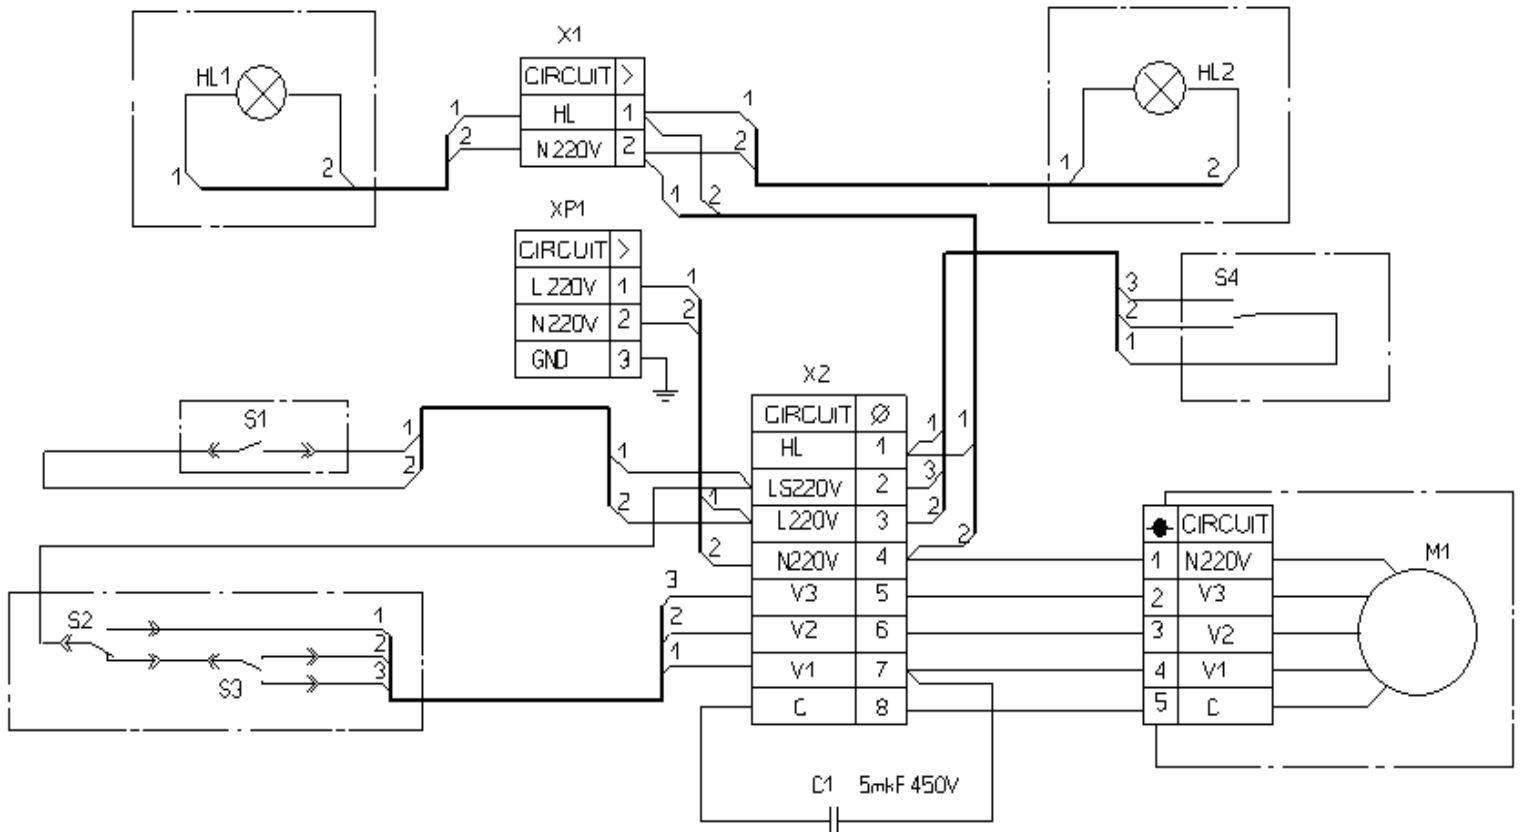 X1
HL1
CIRCUIT >
HL 1
N 220V 2
1
2
1
2
1
2
1
2
HL2
1
2
XP1
CIRCUIT >
L 220V 1
N 220V 2
GND 3
1
2
S4
3
2
1
X2
CIRCUIT Ø
HL 1
LS220V 2
L220V 3
N220V 4
V3 5
V2 6
V1 7
C 8
S1
1
2
1
2
1
2
1
1
3
2
2
CIRCUIT
1 N220V
2 V3
3 V2
4 V1
5 C
M1
3
2
1
S2
1
2
3
S3
C1 5mkF 450V